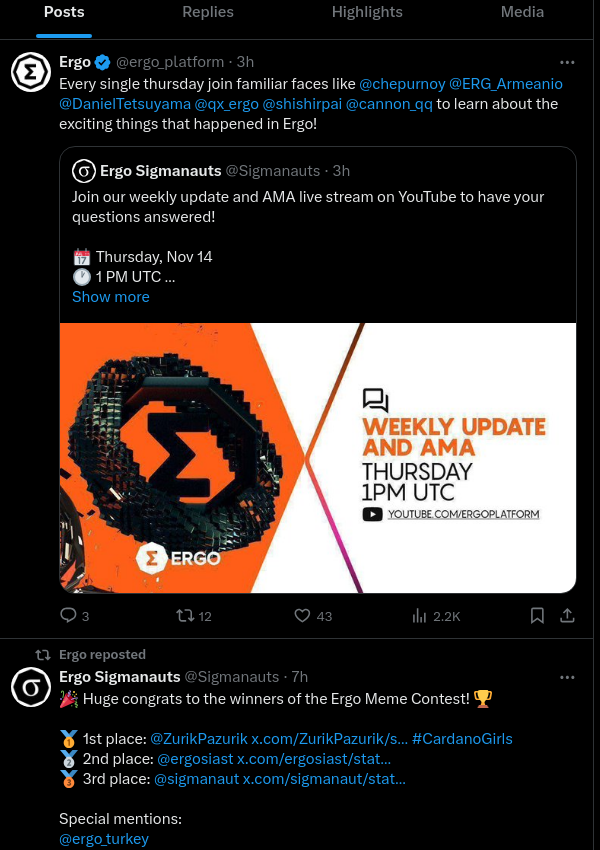 Posts Replies Highlights Media
Ergo @ergo_platform · 3h
Every single thursday join familiar faces like @chepurnoy @ERG_Armeanio
@DanielTetsuyama @qx_ergo @shishirpai @cannon_qq to learn about the
exciting things that happened in Ergo!
Ergo Sigmanauts @Sigmanauts · 3h
Join our weekly update and AMA live stream on YouTube to have your
questions answered!
📅 Thursday, Nov 14
🕐 1 PM UTC ...
Show more
WEEKLY UPDATE
AND AMA
THURSDAY
1PM UTC
YOUTUBE.COM/ERGOPLATFORM
Σ ERGO
3 12 43 2.2K
Ergo reposted
Ergo Sigmanauts @Sigmanauts · 7h
🎉 Huge congrats to the winners of the Ergo Meme Contest! 🏆
🥇 1st place: @ZurikPazurik x.com/ZurikPazurik/s... #CardanoGirls
🥈 2nd place: @ergosiast x.com/ergosiast/stat...
🥉 3rd place: @sigmanaut x.com/sigmanaut/stat...
Special mentions:
@ergo_turkey